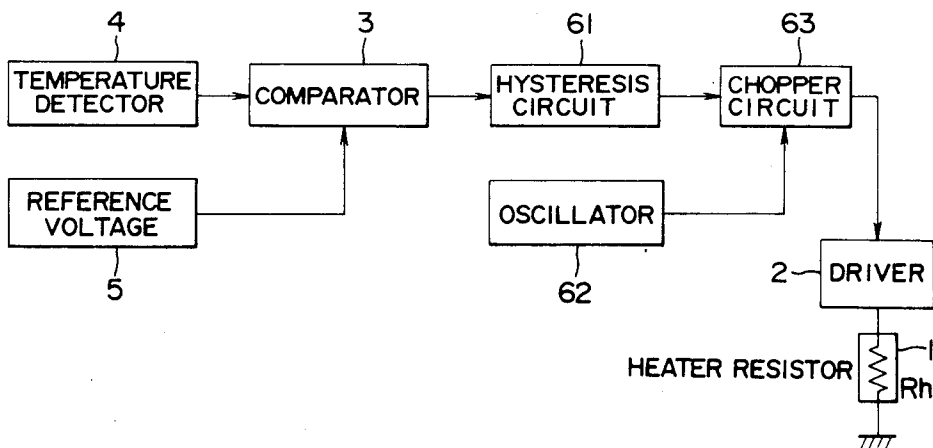 4
3
61
63
TEMPERATURE
DETECTOR
COMPARATOR
HYSTERESIS
CIRCUIT
CHOPPER
CIRCUIT
REFERENCE
VOLTAGE
OSCILLATOR
5
62
2
DRIVER
1
HEATER RESISTOR
Rh